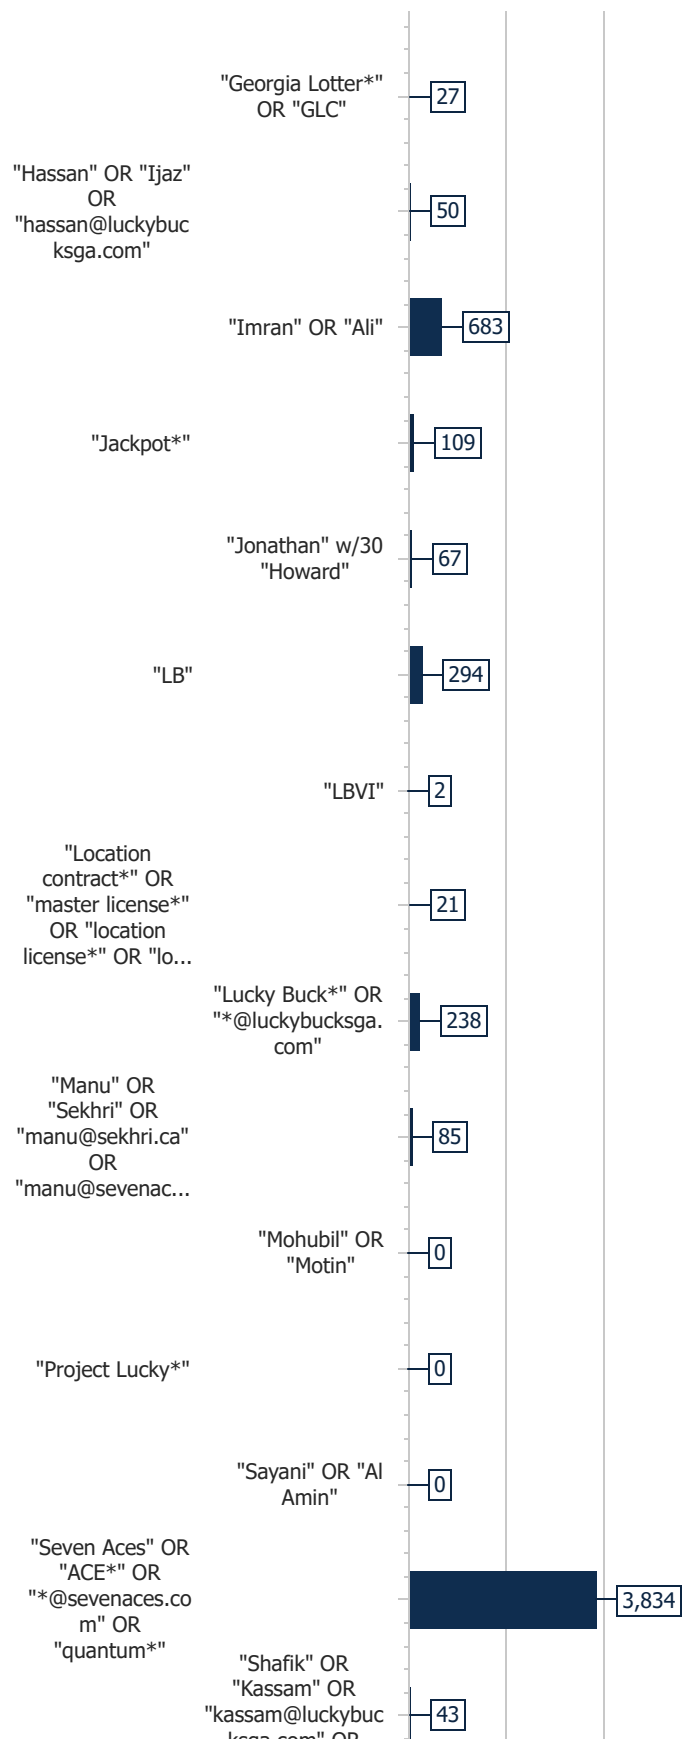 "Georgia Lotter*"
OR "GLC"
27
"Hassan" OR "Ijaz"
OR
"hassan@luckybuc
ksga.com"
50
"Imran" OR "Ali"
683
"Jackpot*"
109
"Jonathan" w/30
"Howard"
67
"LB"
294
"LBVI"
2
"Location
contract*" OR
"master license*"
OR "location
license*" OR "lo...
21
"Lucky Buck*" OR
"*@luckybucksga.
com"
238
"Manu" OR
"Sekhri" OR
"manu@sekhri.ca"
OR
"manu@sevenac...
85
"Mohubil" OR
"Motin"
0
"Project Lucky*"
0
"Sayani" OR "Al
Amin"
0
"Seven Aces" OR
"ACE*" OR
"*@sevenaces.co
m" OR
"quantum*"
3,834
"Shafik" OR
"Kassam" OR
"kassam@luckybuc
ksga.com" OR
43